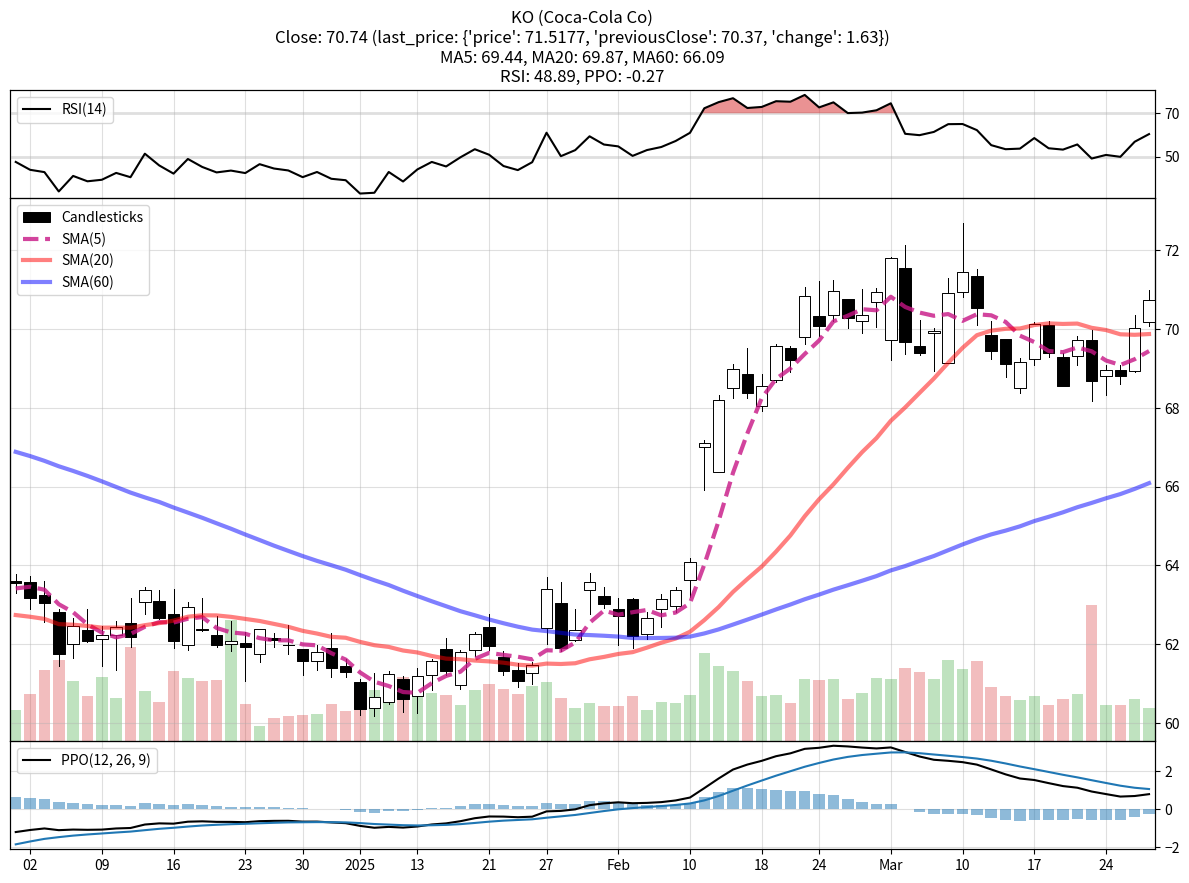 KO (Coca-Cola Co)
Close: 70.74 (last_price: {'price': 71.5177, 'previousClose': 70.37, 'change': 1.63})
MA5: 69.44, MA20: 69.87, MA60: 66.09
RSI: 48.89, PPO: -0.27
RSI(14)
70
50
Candlesticks
SMA(5)
SMA(20)
SMA(60)
72
70
68
66
64
62
60
PPO(12, 26, 9)
2
0
−2
02 09 16 23 30 2025 13 21 27 Feb 10 18 24 Mar 10 17 24